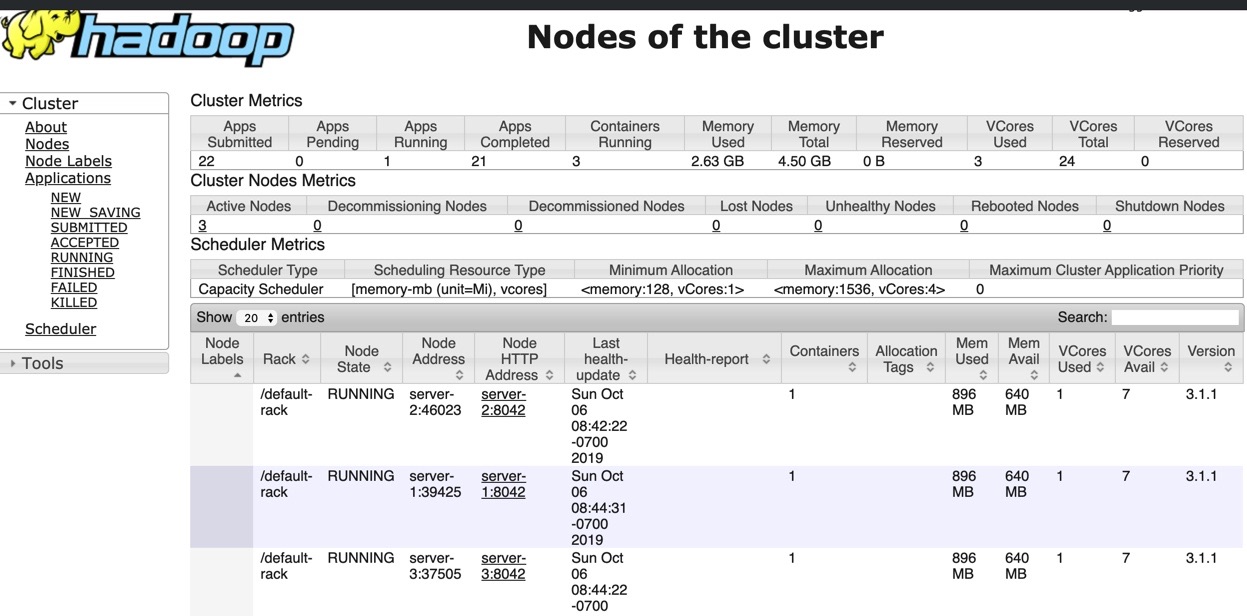 hadoop
Nodes of the cluster
Cluster
About
Nodes
Node Labels
Applications
NEW
NEW_SAVING
SUBMITTED
ACCEPTED
RUNNING
FINISHED
FAILED
KILLED
Scheduler
Tools
Cluster Metrics
Apps Apps Apps Apps Containers Memory Memory Memory VCores VCores VCores
Submitted Pending Running Completed Running Used Total Reserved Used Total Reserved
22 0 1 21 3 2.63 GB 4.50 GB 0 B 3 24 0
Cluster Nodes Metrics
Active Nodes Decommissioning Nodes Decommissioned Nodes Lost Nodes Unhealthy Nodes Rebooted Nodes Shutdown Nodes
3 0 0 0 0 0 0
Scheduler Metrics
Scheduler Type Scheduling Resource Type Minimum Allocation Maximum Allocation Maximum Cluster Application Priority
Capacity Scheduler [memory-mb (unit=Mi), vcores] <memory:128, vCores:1> <memory:1536, vCores:4> 0
Show 20 entries Search:
Node Node Node Last Mem Mem
Labels Rack Node Address HTTP health- Health-report Containers Allocation Used Avail VCores VCores Version
State Address update Tags Used Avail
/default- RUNNING server- server- Sun Oct 1 896 640 1 7 3.1.1
rack 2:46023 2:8042 06 MB MB
08:42:22
-0700
2019
/default- RUNNING server- server- Sun Oct 1 896 640 1 7 3.1.1
rack 1:39425 1:8042 06 MB MB
08:44:31
-0700
2019
/default- RUNNING server- server- Sun Oct 1 896 640 1 7 3.1.1
rack 3:37505 3:8042 06 MB MB
08:44:22
-0700